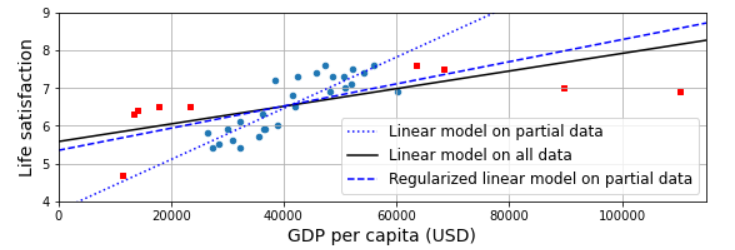 9
8
7
6
5
4
Life satisfaction
Linear model on partial data
Linear model on all data
Regularized linear model on partial data
0 20000 40000 60000 80000 100000
GDP per capita (USD)